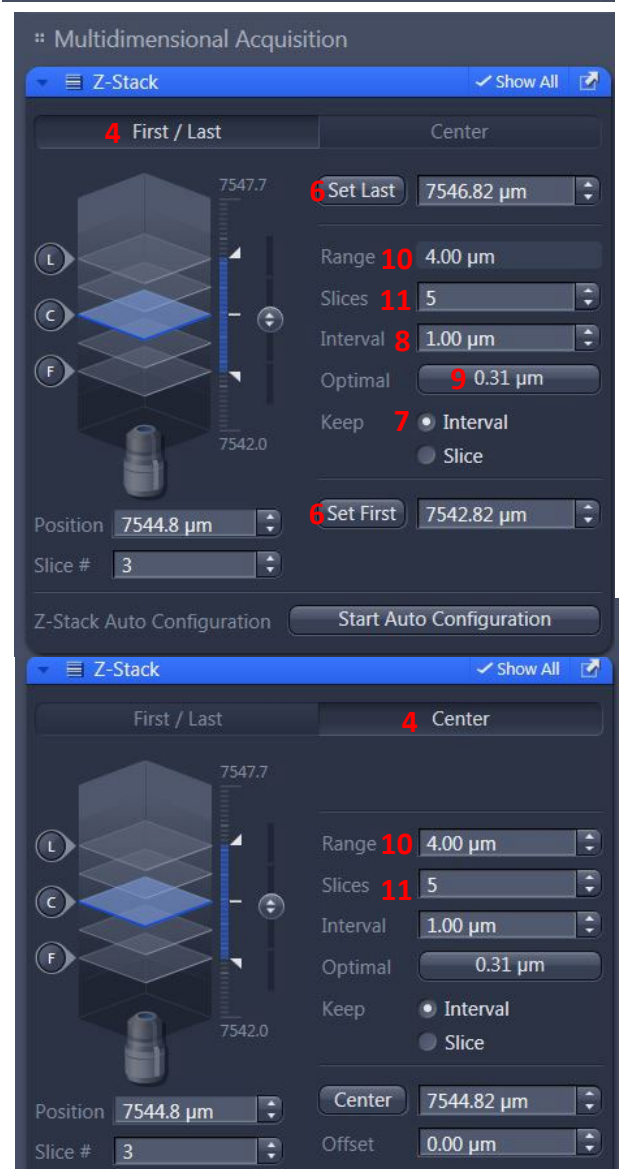 Multidimensional Acquisition
Z-Stack ✓ Show All
4 First / Last Center
7547.7 6 Set Last 7546.82 µm
L
Range 10 4.00 µm
Slices 11 5
C
Interval 8 1.00 µm
F
Optimal 9 0.31 µm
Keep 7 Interval
7542.0 Slice
Position 7544.8 µm 6 Set First 7542.82 µm
Slice # 3
Z-Stack Auto Configuration Start Auto Configuration
Z-Stack ✓ Show All
First / Last 4 Center
7547.7
L Range 10 4.00 µm
Slices 11 5
C
Interval 1.00 µm
F Optimal 0.31 µm
Keep Interval
7542.0 Slice
Position 7544.8 µm Center 7544.82 µm
Slice # 3 Offset 0.00 µm